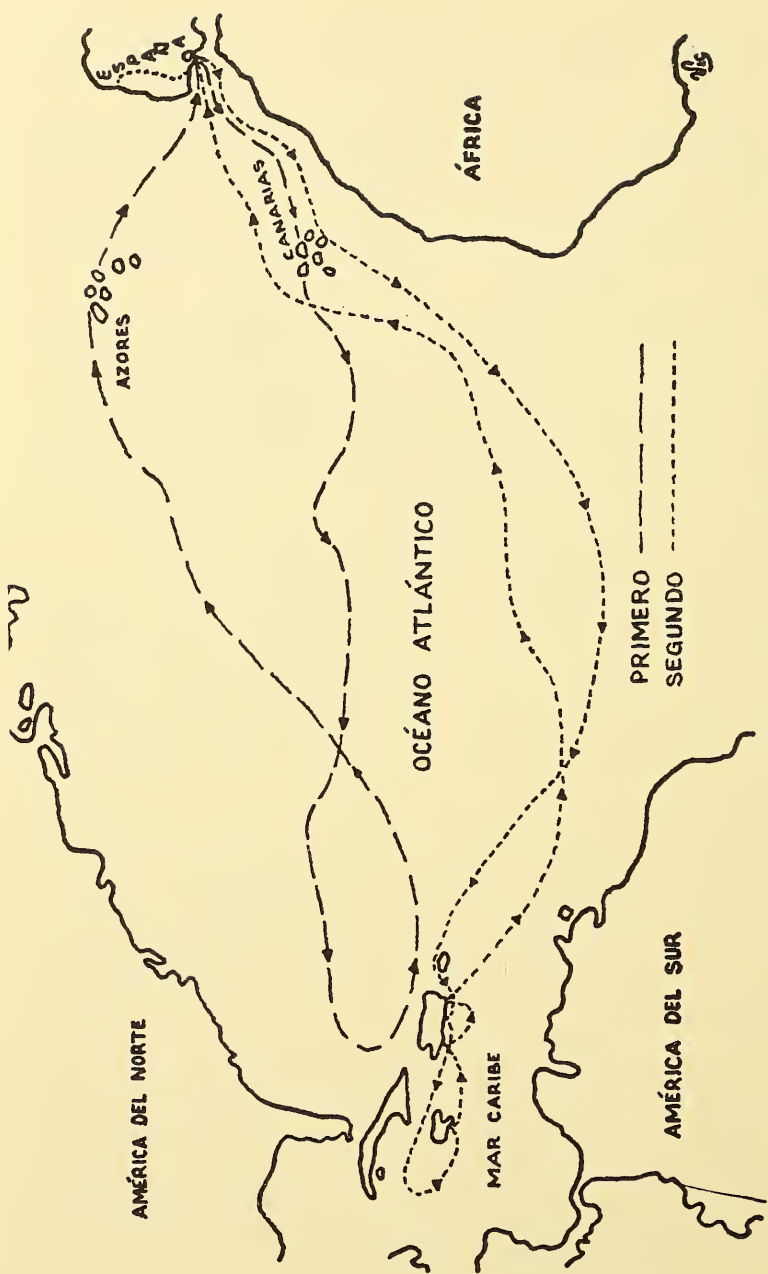 ESPAÑA
AZORES
CANARIAS
ÁFRICA
AMÉRICA DEL NORTE
OCÉANO ATLÁNTICO
MAR CARIBE
AMÉRICA DEL SUR
PRIMERO
SEGUNDO